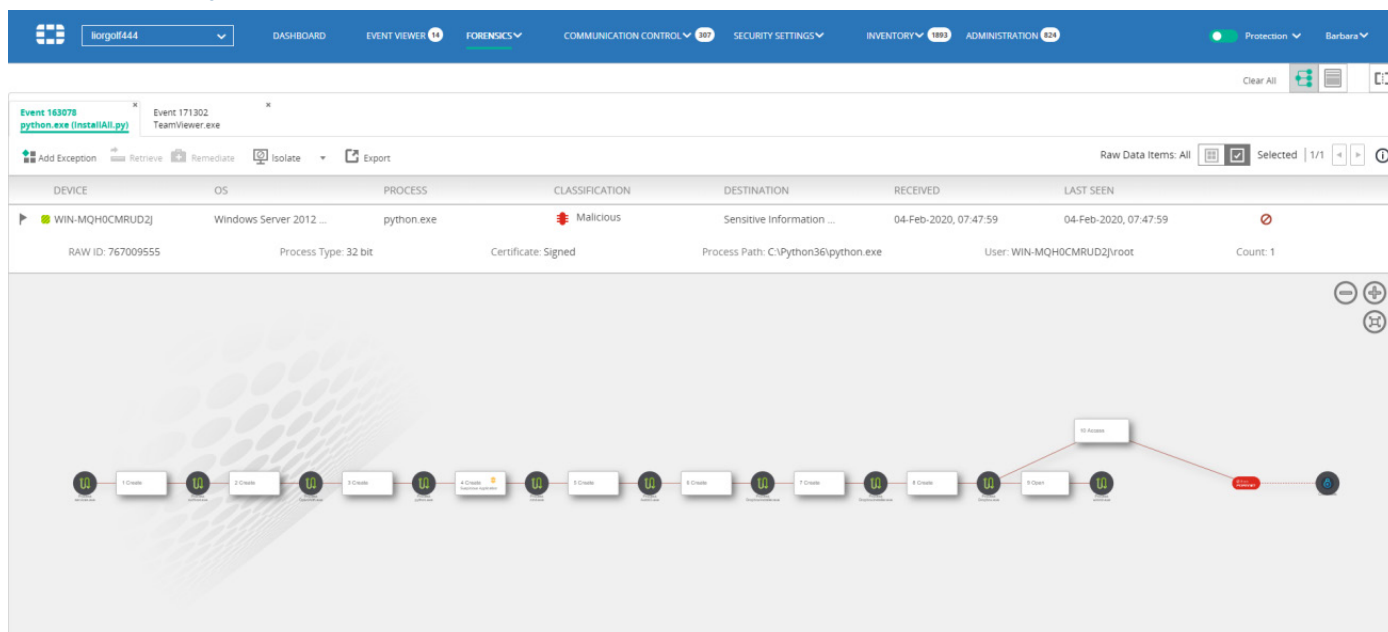 liorgolf444
DASHBOARD
EVENT VIEWER 14
FORENSICS
COMMUNICATION CONTROL 307
SECURITY SETTINGS
INVENTORY 1893
ADMINISTRATION 824
Protection
Barbara
Clear All
Event 163078
python.exe (InstallAll.py)
Event 171302
TeamViewer.exe
Add Exception
Retrieve
Remediate
Isolate
Export
Raw Data Items: All
Selected
1/1
DEVICE OS PROCESS CLASSIFICATION DESTINATION RECEIVED LAST SEEN
WIN-MQH0CMRUD2J Windows Server 2012 ... python.exe Malicious Sensitive Information ... 04-Feb-2020, 07:47:59 04-Feb-2020, 07:47:59
RAW ID: 767009555 Process Type: 32 bit Certificate: Signed Process Path: C:\Python36\python.exe User: WIN-MQH0CMRUD2J\root Count: 1
10 Access
1 Create
2 Create
3 Create
4 Create
5 Create
6 Create
7 Create
8 Create
9 Open